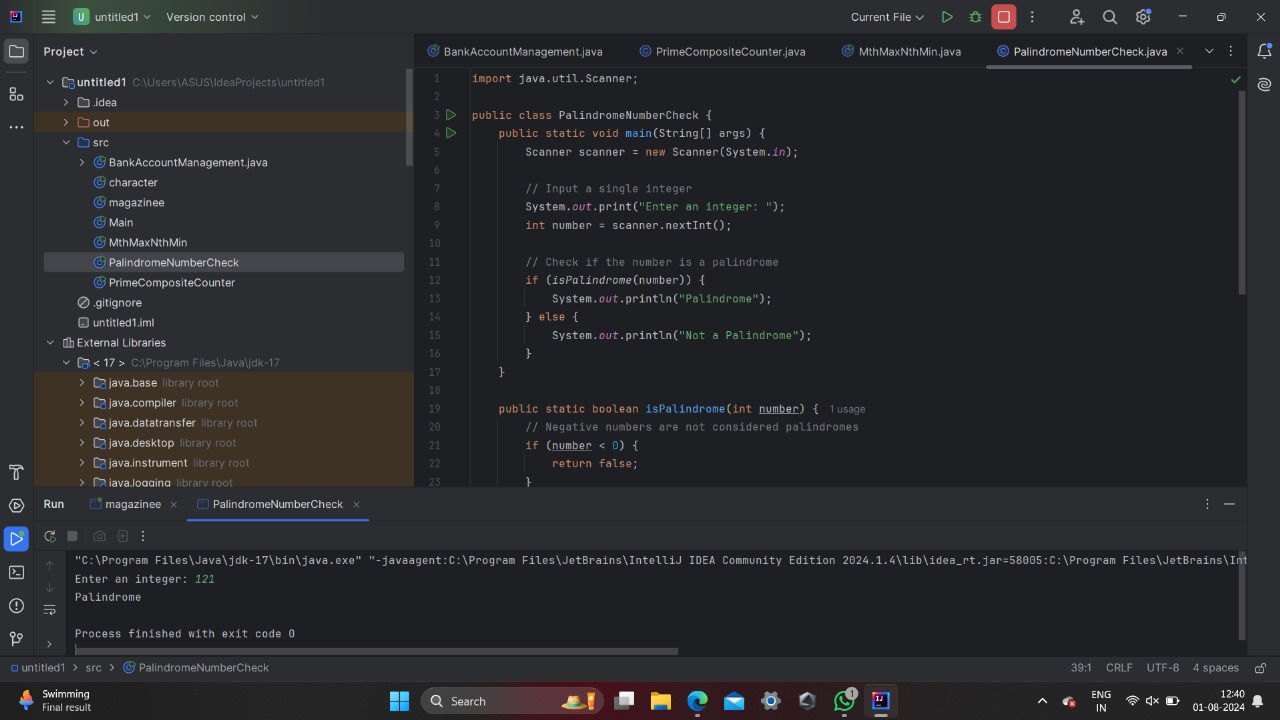 U untitled1 Version control Current File
Project
BankAccountManagement.java PrimeCompositeCounter.java MthMaxNthMin.java PalindromeNumberCheck.java
untitled1 C:\Users\ASUS\IdeaProjects\untitled1
.idea
out
src
BankAccountManagement.java
character
magazinee
Main
MthMaxNthMin
PalindromeNumberCheck
PrimeCompositeCounter
.gitignore
untitled1.iml
External Libraries
< 17 > C:\Program Files\Java\jdk-17
java.base library root
java.compiler library root
java.datatransfer library root
java.desktop library root
java.instrument library root
java.logging library root
1 import java.util.Scanner;
2
3 public class PalindromeNumberCheck {
4 public static void main(String[] args) {
5 Scanner scanner = new Scanner(System.in);
6
7 // Input a single integer
8 System.out.print("Enter an integer: ");
9 int number = scanner.nextInt();
10
11 // Check if the number is a palindrome
12 if (isPalindrome(number)) {
13 System.out.println("Palindrome");
14 } else {
15 System.out.println("Not a Palindrome");
16 }
17 }
18
19 public static boolean isPalindrome(int number) { 1 usage
20 // Negative numbers are not considered palindromes
21 if (number < 0) {
22 return false;
23 }
Run magazinee PalindromeNumberCheck
"C:\Program Files\Java\jdk-17\bin\java.exe" "-javaagent:C:\Program Files\JetBrains\IntelliJ IDEA Community Edition 2024.1.4\lib\idea_rt.jar=58005:C:\Program Files\JetBrains\Int
Enter an integer: 121
Palindrome
Process finished with exit code 0
untitled1 > src > PalindromeNumberCheck 39:1 CRLF UTF-8 4 spaces
Swimming
Final result
Search
1
ENG
IN
12:40
01-08-2024